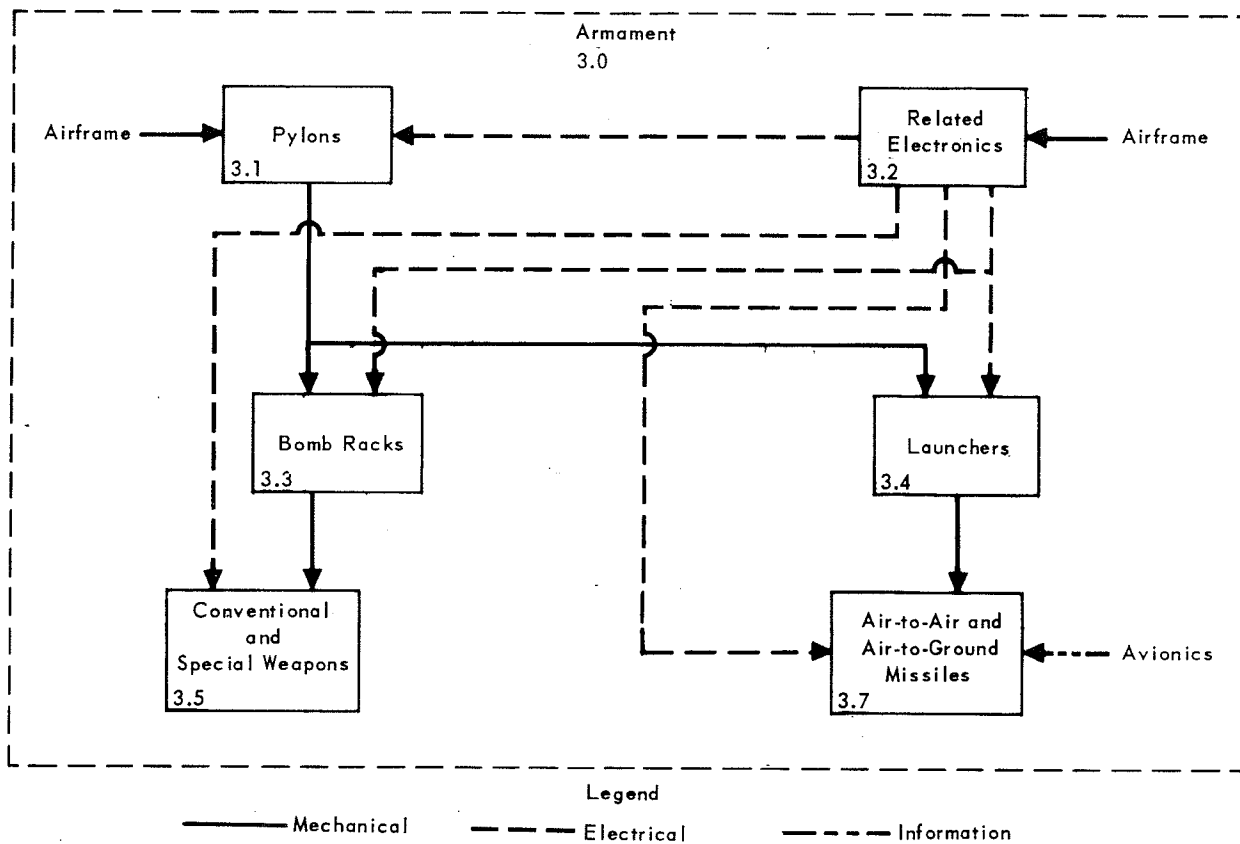 Armament
3.0
Airframe
Pylons
3.1
Related
Electronics
3.2
Airframe
Bomb Racks
3.3
Launchers
3.4
Conventional
and
Special Weapons
3.5
Air-to-Air and
Air-to-Ground
Missiles
3.7
Avionics
Legend
Mechanical
Electrical
Information